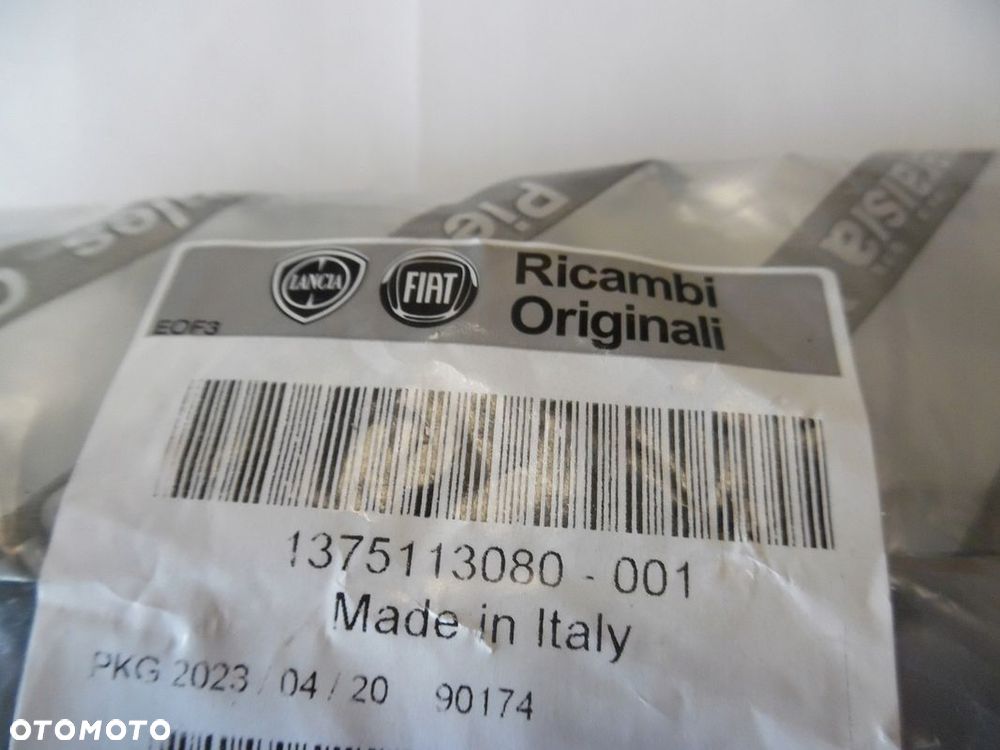 LANCIA
FIAT
Ricambi
Originali
EOF3
1375113080 - 001
Made in Italy
PKG 2023 / 04 / 20 90174
OTOMOTO